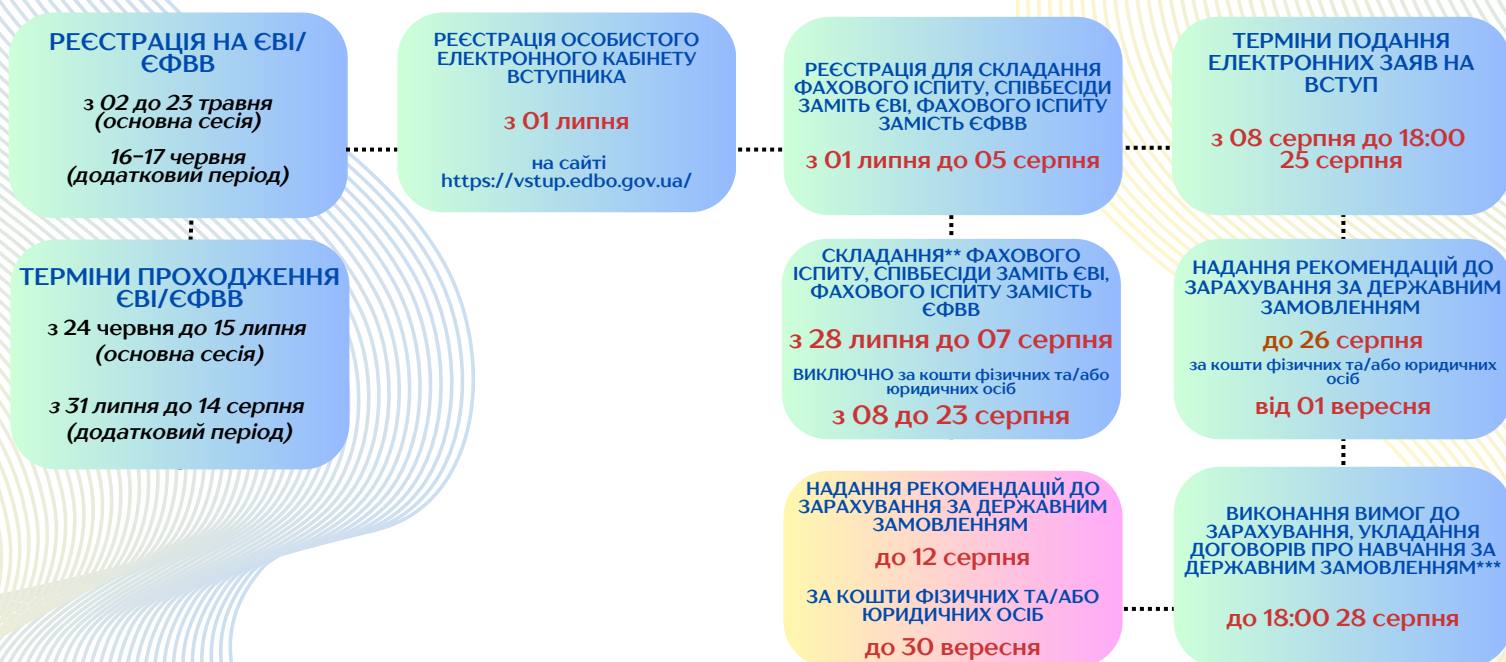 РЕЄСТРАЦІЯ НА ЄВІ/
ЄФВВ
з 02 до 23 травня
(основна сесія)
16-17 червня
(додатковий період)
РЕЄСТРАЦІЯ ОСОБИСТОГО
ЕЛЕКТРОННОГО КАБІНЕТУ
ВСТУПНИКА
з 01 липня
на сайті
https://vstup.edbo.gov.ua/
РЕЄСТРАЦІЯ ДЛЯ СКЛАДАННЯ
ФАХОВОГО ІСПИТУ, СПІВБЕСІДИ
ЗАМІТЬ ЄВІ, ФАХОВОГО ІСПИТУ
ЗАМІСТЬ ЄФВВ
з 01 липня до 05 серпня
ТЕРМІНИ ПОДАННЯ
ЕЛЕКТРОННИХ ЗАЯВ НА
ВСТУП
з 08 серпня до 18:00
25 серпня
ТЕРМІНИ ПРОХОДЖЕННЯ
ЄВІ/ЄФВВ
з 24 червня до 15 липня
(основна сесія)
з 31 липня до 14 серпня
(додатковий період)
СКЛАДАННЯ** ФАХОВОГО
ІСПИТУ, СПІВБЕСІДИ ЗАМІТЬ ЄВІ,
ФАХОВОГО ІСПИТУ ЗАМІСТЬ
ЄФВВ
з 28 липня до 07 серпня
ВИКЛЮЧНО за кошти фізичних та/або
юридичних осіб
з 08 до 23 серпня
НАДАННЯ РЕКОМЕНДАЦІЙ ДО
ЗАРАХУВАННЯ ЗА ДЕРЖАВНИМ
ЗАМОВЛЕННЯМ
до 26 серпня
за кошти фізичних та/або юридичних
осіб
від 01 вересня
НАДАННЯ РЕКОМЕНДАЦІЙ ДО
ЗАРАХУВАННЯ ЗА ДЕРЖАВНИМ
ЗАМОВЛЕННЯМ
до 12 серпня
ЗА КОШТИ ФІЗИЧНИХ ТА/АБО
ЮРИДИЧНИХ ОСІБ
до 30 вересня
ВИКОНАННЯ ВИМОГ ДО
ЗАРАХУВАННЯ, УКЛАДАННЯ
ДОГОВОРІВ ПРО НАВЧАННЯ ЗА
ДЕРЖАВНИМ ЗАМОВЛЕННЯМ***
до 18:00 28 серпня